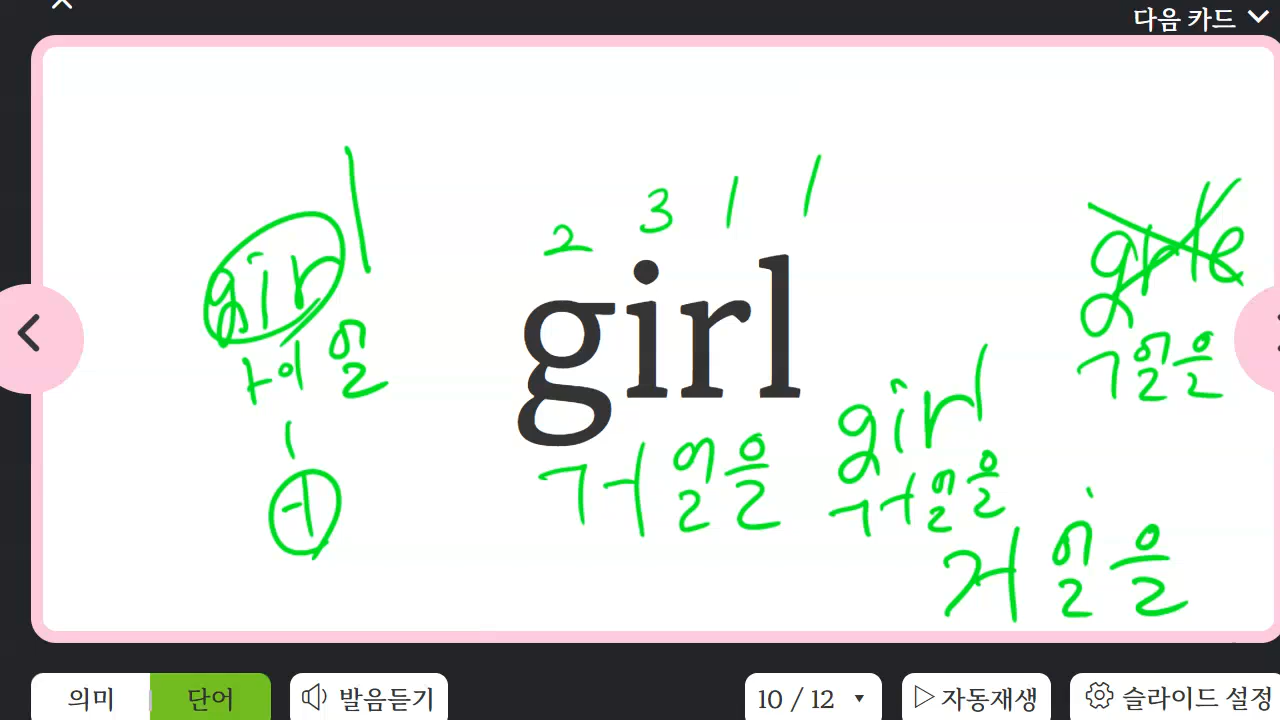 다음 카드
2 3 1 1
girl
girl
girle
거 얼을
girl
거얼을
ㄱ얼을
거얼을
ㅓ
의미
단어
발음듣기
10 / 12
자동재생
슬라이드 설정